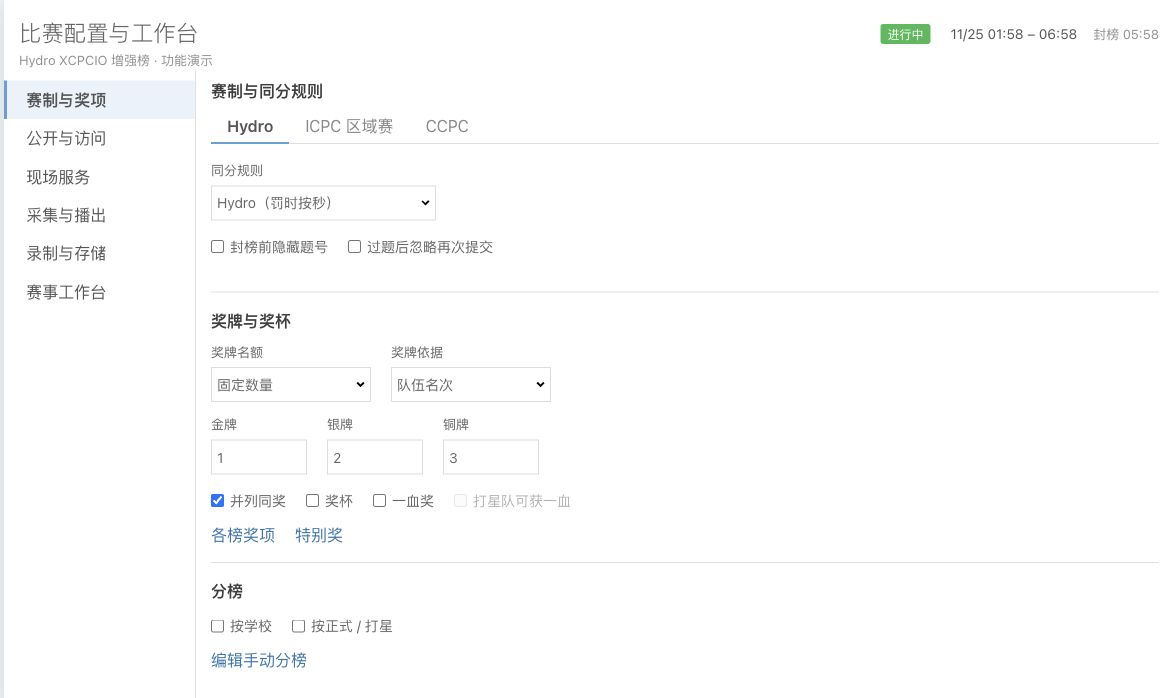 比赛配置与工作台
进行中 11/25 01:58 – 06:58 封榜 05:58
Hydro XCPCIO 增强榜 · 功能演示
赛制与奖项
公开与访问
现场服务
采集与播出
录制与存储
赛事工作台
赛制与同分规则
Hydro ICPC 区域赛 CCPC
同分规则
Hydro（罚时按秒）
封榜前隐藏题号 过题后忽略再次提交
奖牌与奖杯
奖牌名额 奖牌依据
固定数量 队伍名次
金牌 银牌 铜牌
1 2 3
并列同奖 奖杯 一血奖 打星队可获一血
各榜奖项 特别奖
分榜
按学校 按正式 / 打星
编辑手动分榜